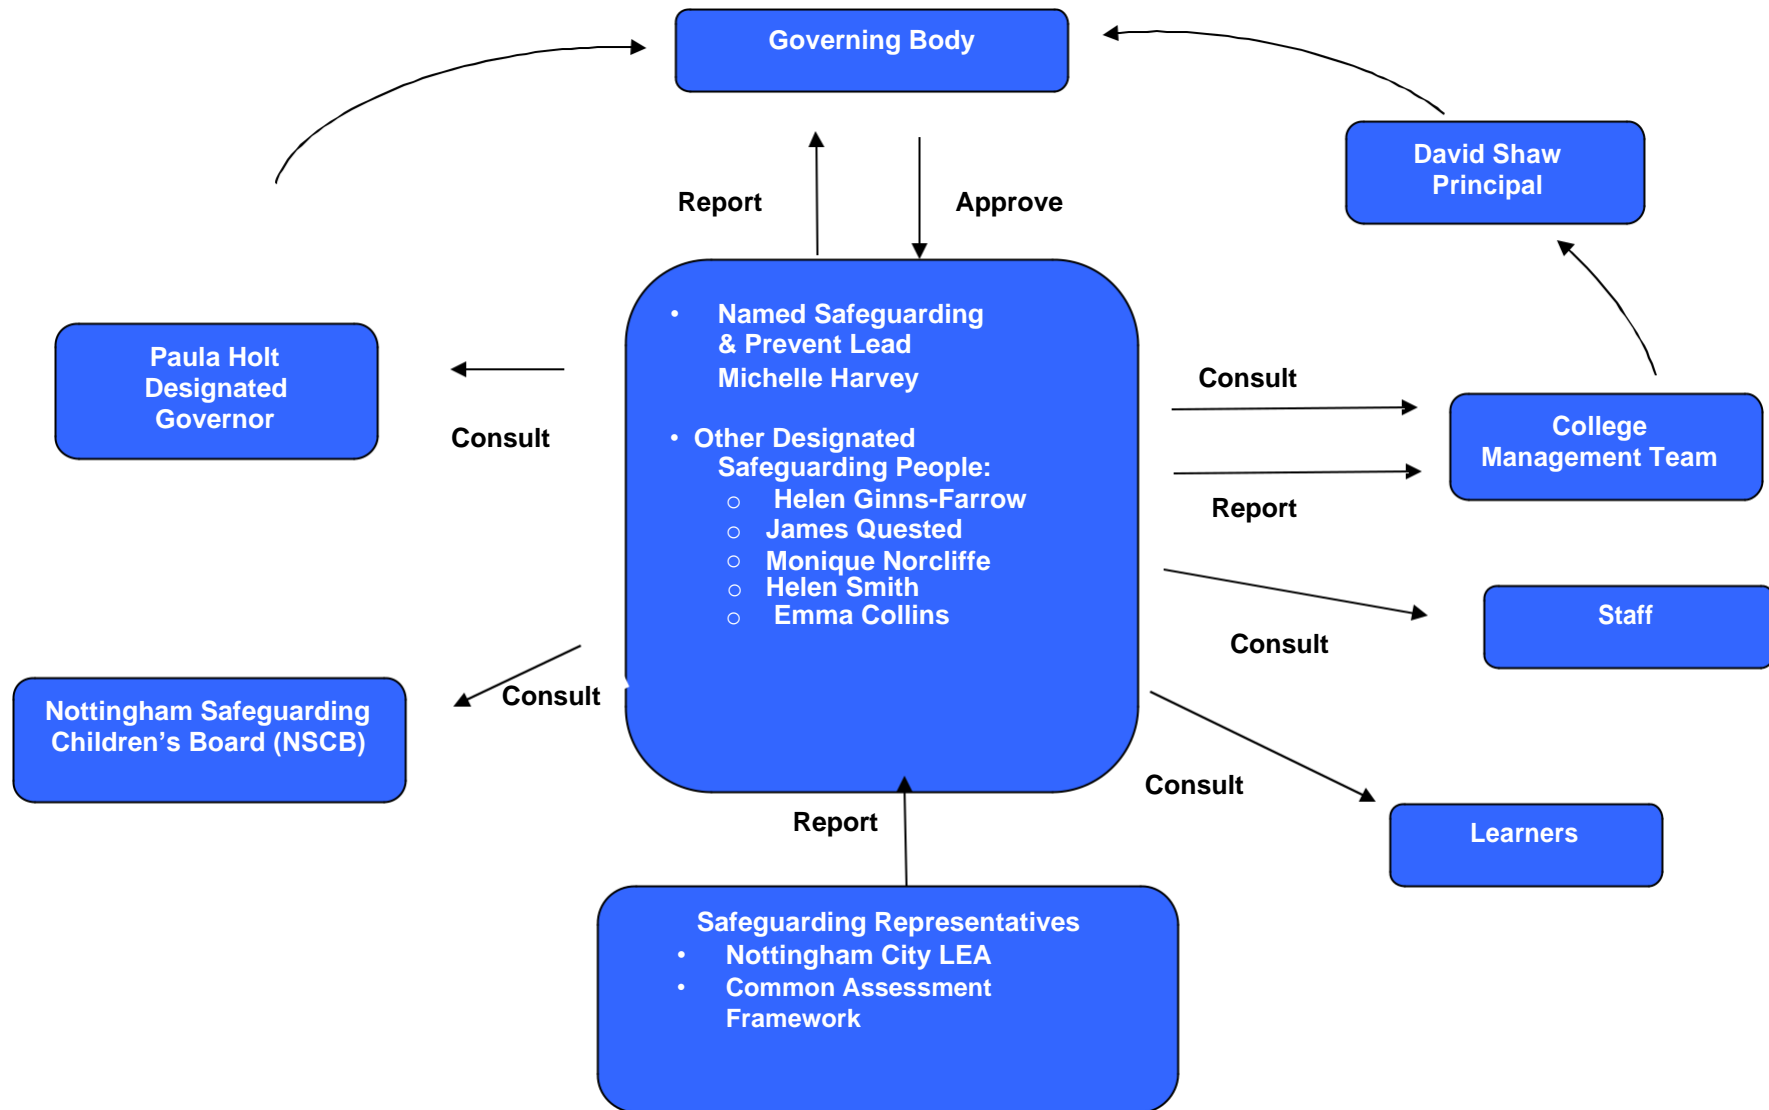 Governing Body
David Shaw
Principal
Report
Approve
• Named Safeguarding
& Prevent Lead
Michelle Harvey
Paula Holt
Designated
Governor
Consult
Consult
College
Management Team
Report
• Other Designated
Safeguarding People:
o Helen Ginns-Farrow
o James Quested
o Monique Norcliffe
o Helen Smith
o Emma Collins
Staff
Consult
Nottingham Safeguarding
Children’s Board (NSCB)
Consult
Consult
Learners
Report
Safeguarding Representatives
• Nottingham City LEA
• Common Assessment
Framework